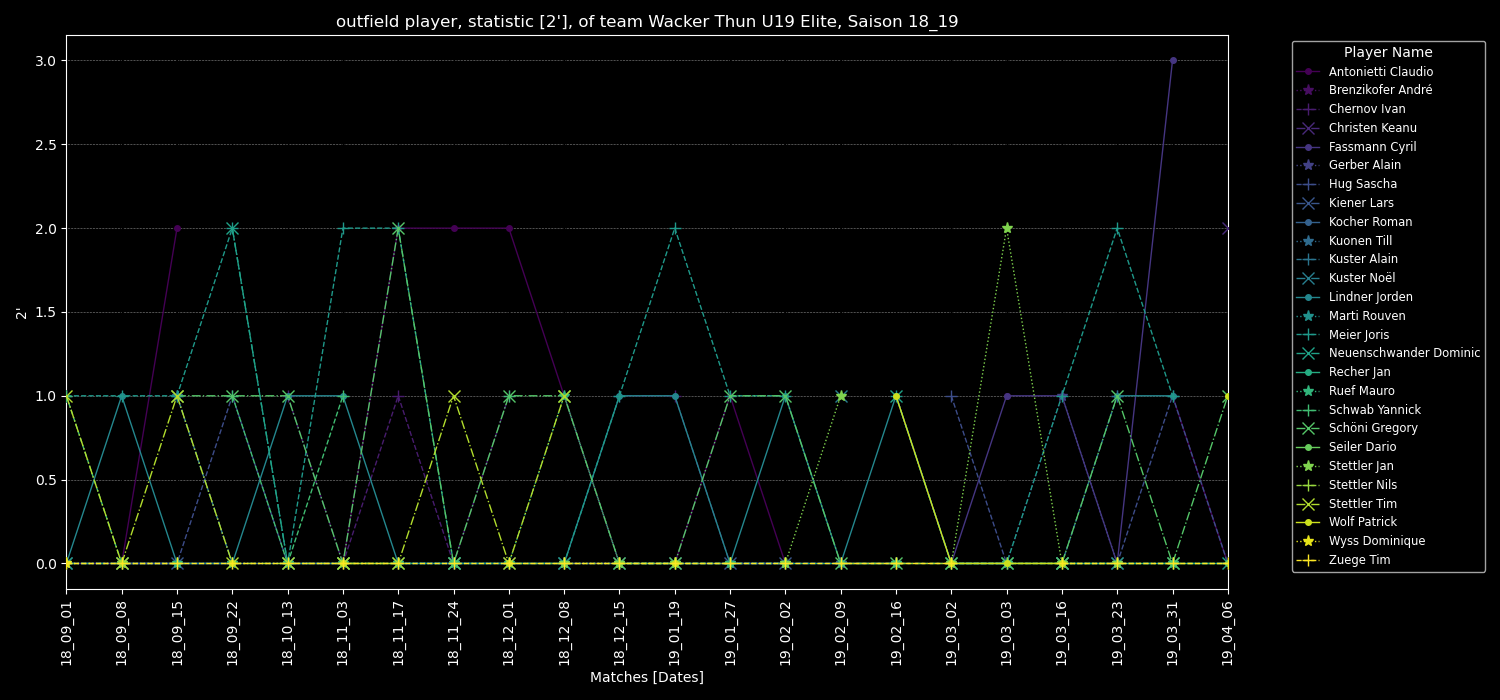 outfield player, statistic [2'], of team Wacker Thun U19 Elite, Saison 18_19
3.0
2.5
2.0
1.5
1.0
0.5
0.0
2'
18_09_01
18_09_08
18_09_15
18_09_22
18_10_13
18_11_03
18_11_17
18_11_24
18_12_01
18_12_08
18_12_15
19_01_19
19_01_27
19_02_02
19_02_09
19_02_16
19_03_02
19_03_03
19_03_16
19_03_23
19_03_31
19_04_06
Matches [Dates]
Player Name
Antonietti Claudio
Brenzikofer André
Chernov Ivan
Christen Keanu
Fassmann Cyril
Gerber Alain
Hug Sascha
Kiener Lars
Kocher Roman
Kuonen Till
Kuster Alain
Kuster Noël
Lindner Jorden
Marti Rouven
Meier Joris
Neuenschwander Dominic
Recher Jan
Ruef Mauro
Schwab Yannick
Schöni Gregory
Seiler Dario
Stettler Jan
Stettler Nils
Stettler Tim
Wolf Patrick
Wyss Dominique
Zuege Tim